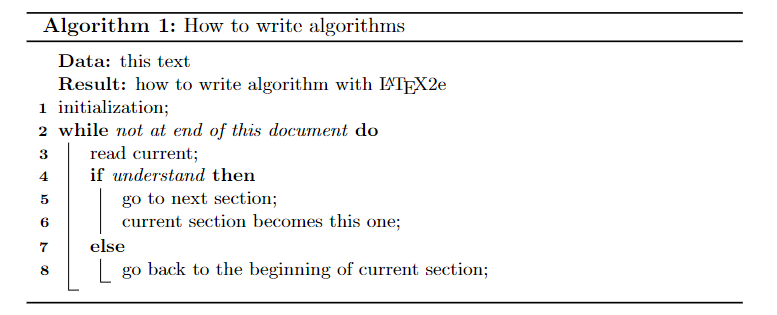 Algorithm 1: How to write algorithms
Data: this text
Result: how to write algorithm with LATEX2e
1 initialization;
2 while not at end of this document do
3 read current;
4 if understand then
5 go to next section;
6 current section becomes this one;
7 else
8 go back to the beginning of current section;